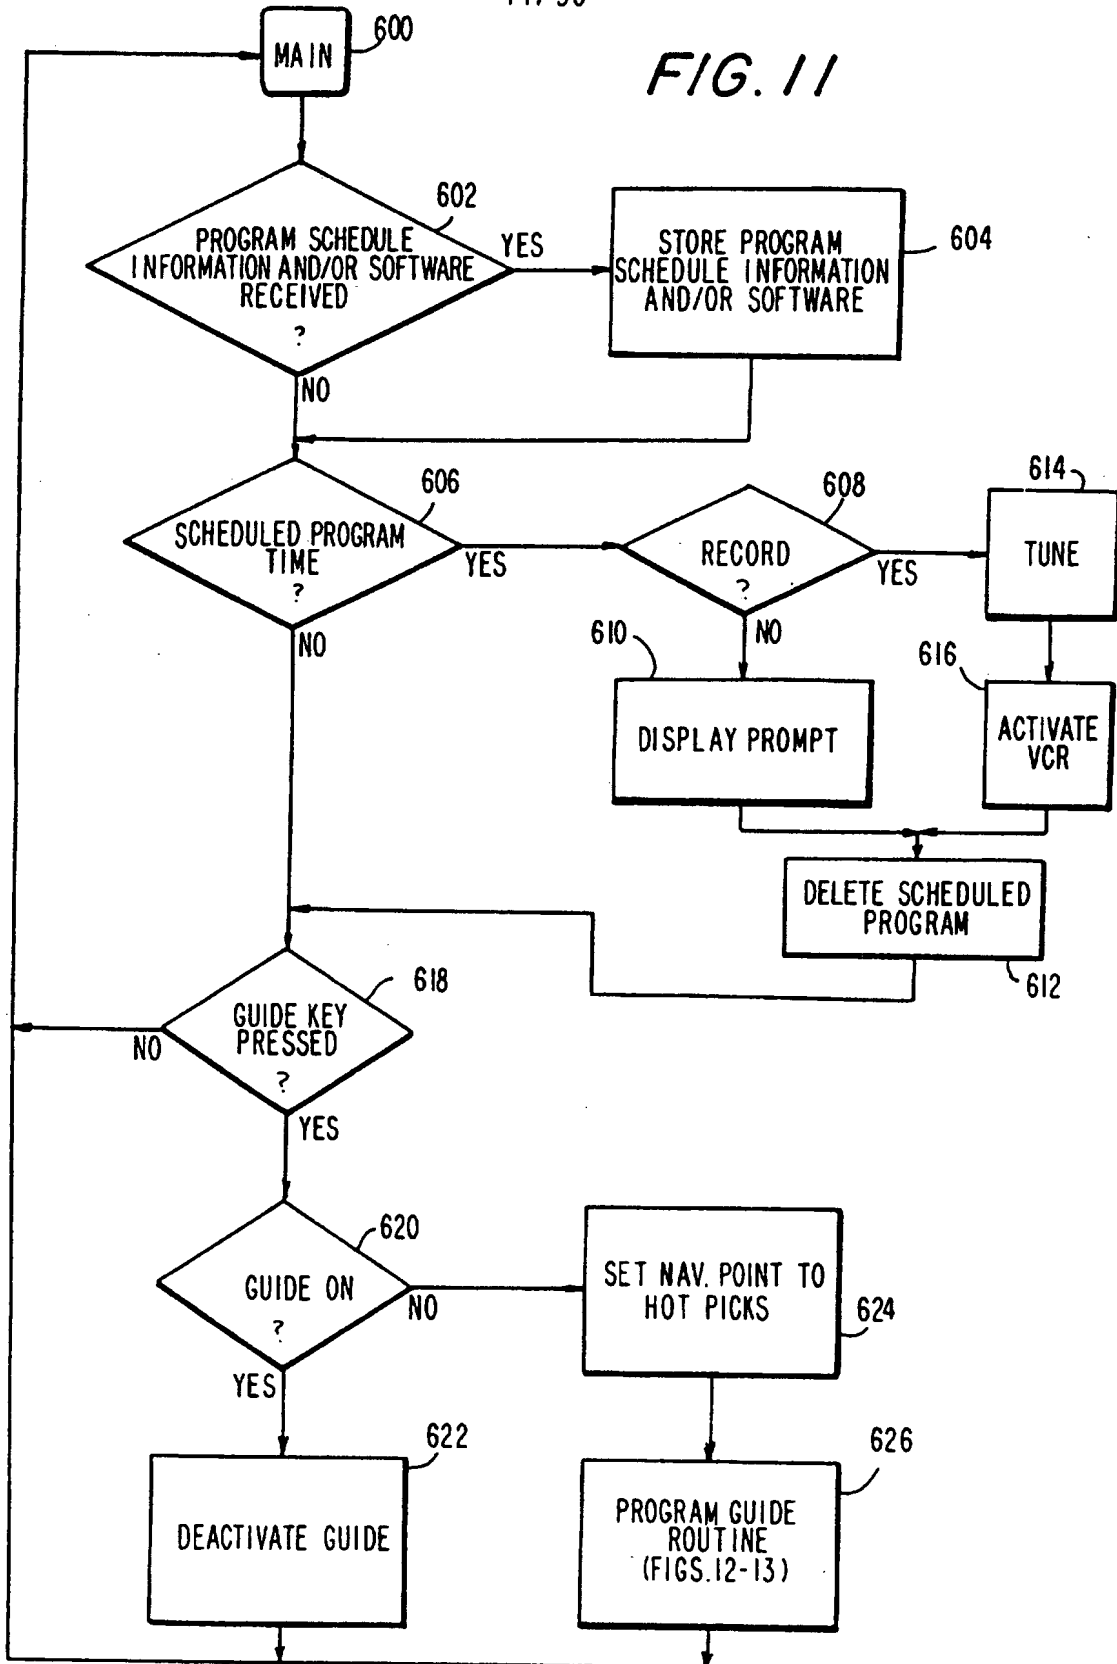 600
MAIN
FIG. 11
602
PROGRAM SCHEDULE
INFORMATION AND/OR SOFTWARE
RECEIVED
?
YES
NO
STORE PROGRAM
SCHEDULE INFORMATION
AND/OR SOFTWARE
604
606
SCHEDULED PROGRAM
TIME
?
YES
NO
608
RECORD
?
YES
NO
614
TUNE
610
DISPLAY PROMPT
616
ACTIVATE
VCR
DELETE SCHEDULED
PROGRAM
612
618
GUIDE KEY
PRESSED
?
NO
YES
620
GUIDE ON
?
NO
YES
SET NAV. POINT TO
HOT PICKS
624
622
DEACTIVATE GUIDE
626
PROGRAM GUIDE
ROUTINE
(FIGS.12-13)